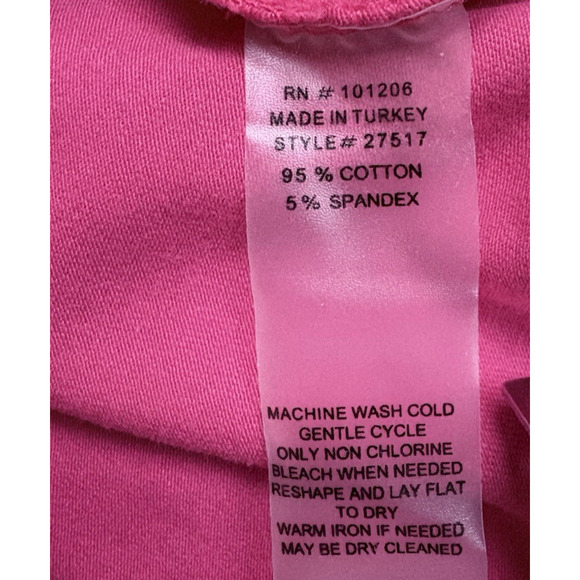 RN # 101206
MADE IN TURKEY
STYLE# 27517
95 % COTTON
5 % SPANDEX
MACHINE WASH COLD
GENTLE CYCLE
ONLY NON CHLORINE
BLEACH WHEN NEEDED
RESHAPE AND LAY FLAT
TO DRY
WARM IRON IF NEEDED
MAY BE DRY CLEANED